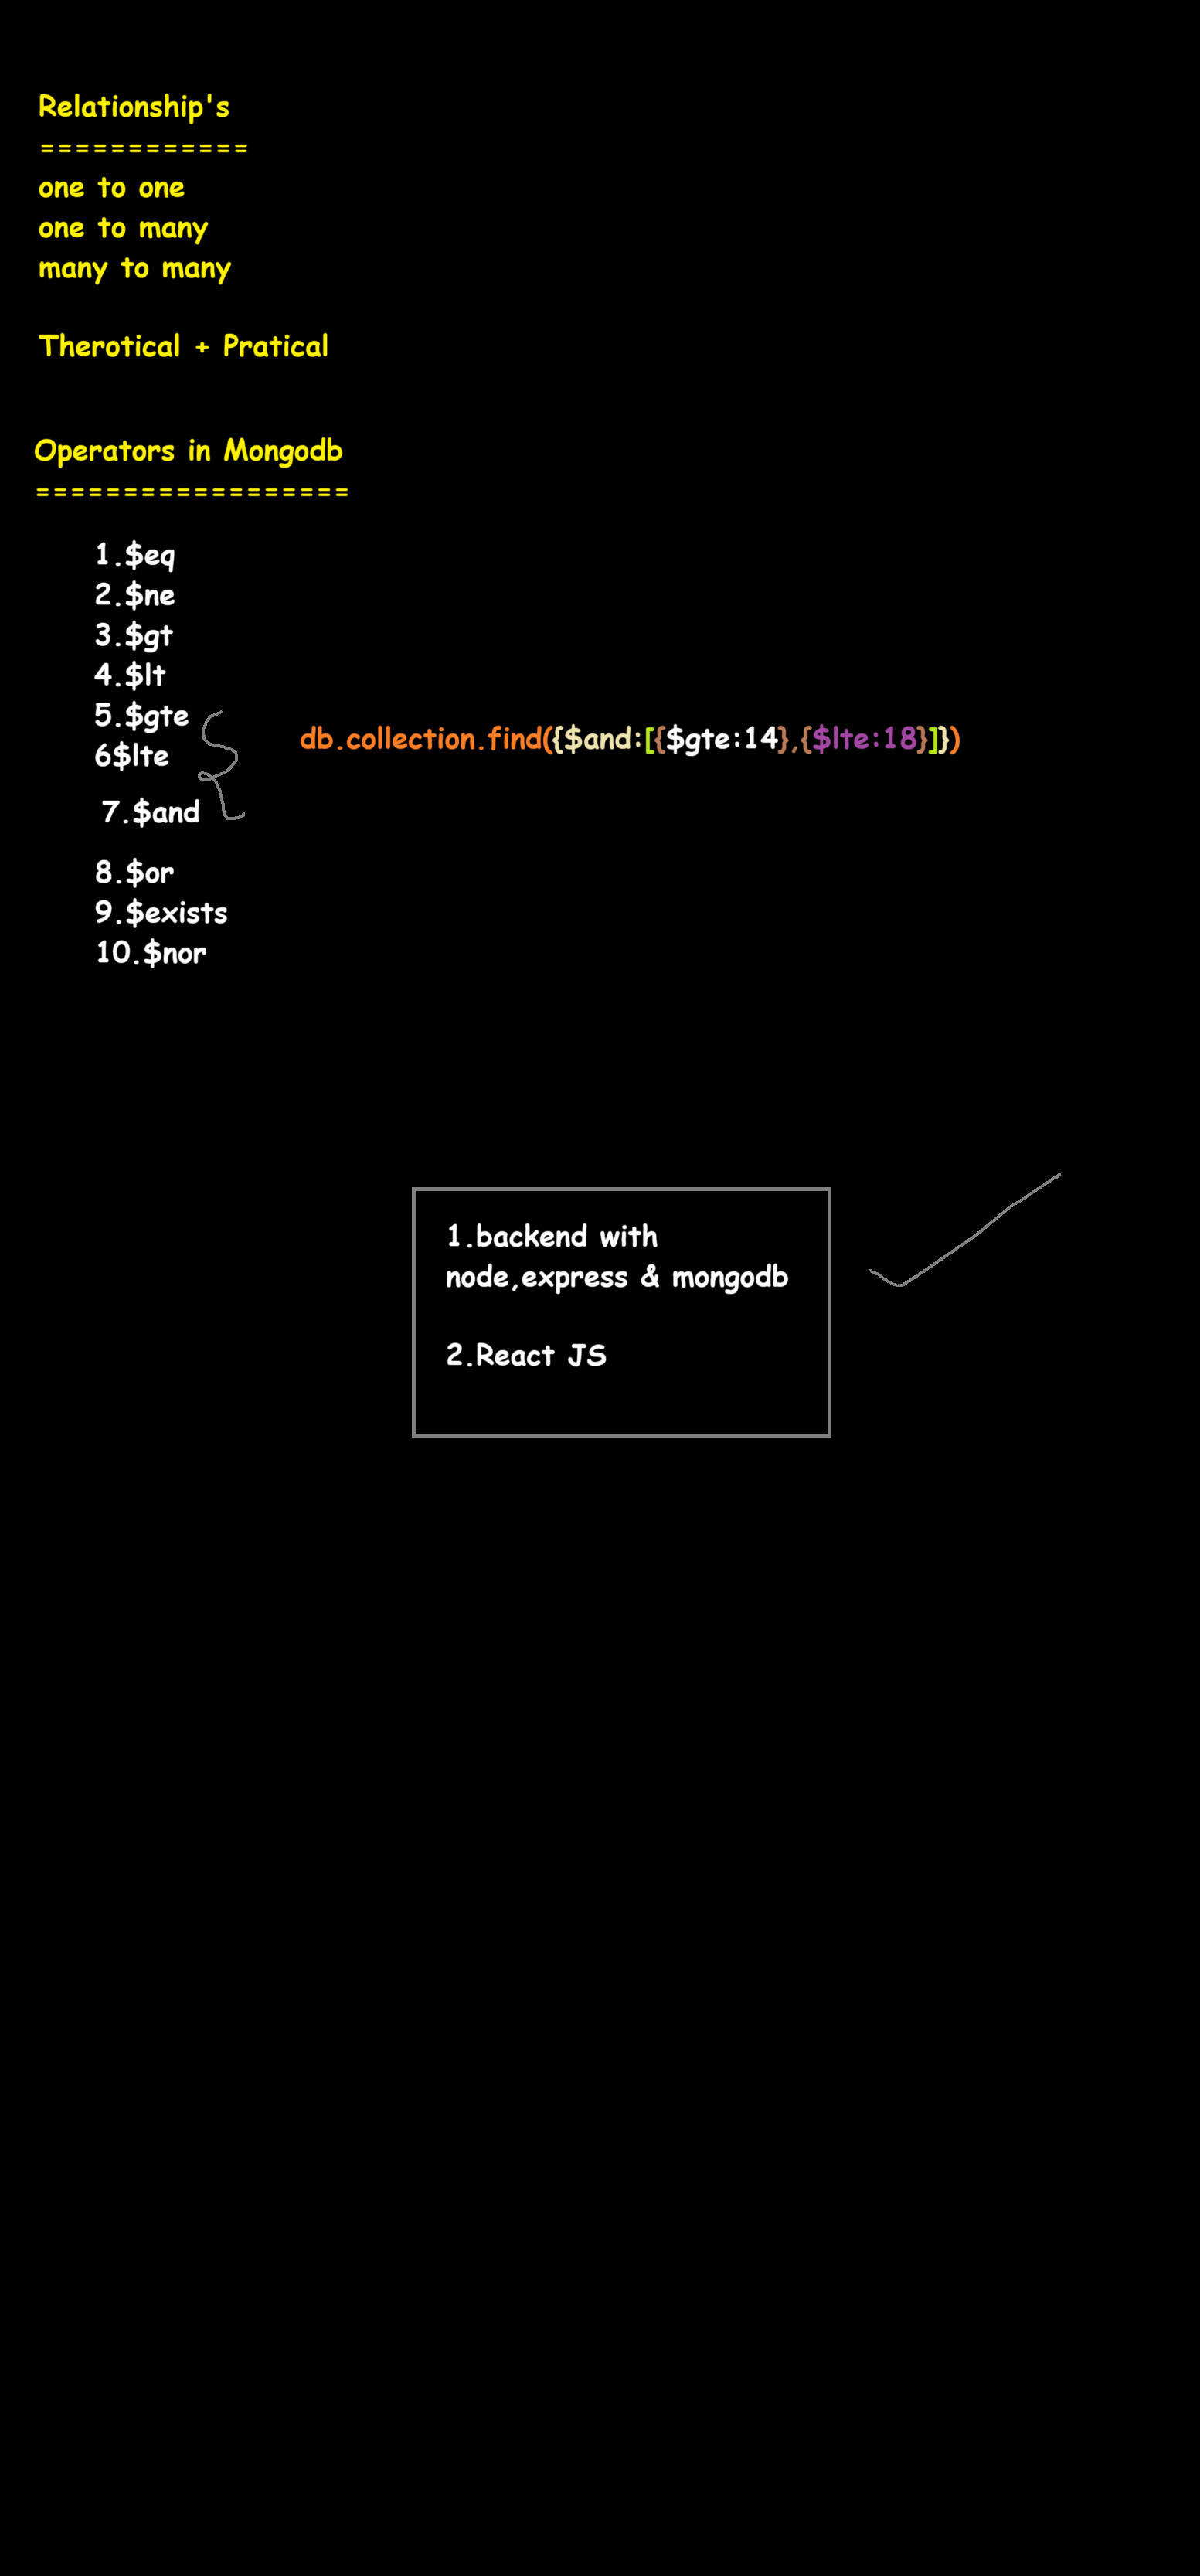 Relationship's
============
one to one
one to many
many to many
Therotical + Pratical
Operators in Mongodb
==================
1.$eq
2.$ne
3.$gt
4.$lt
5.$gte
6$lte
db.collection.find({$and:[{$gte:14},{$lte:18}]})
7.$and
8.$or
9.$exists
10.$nor
1.backend with
node,express & mongodb
2.React JS